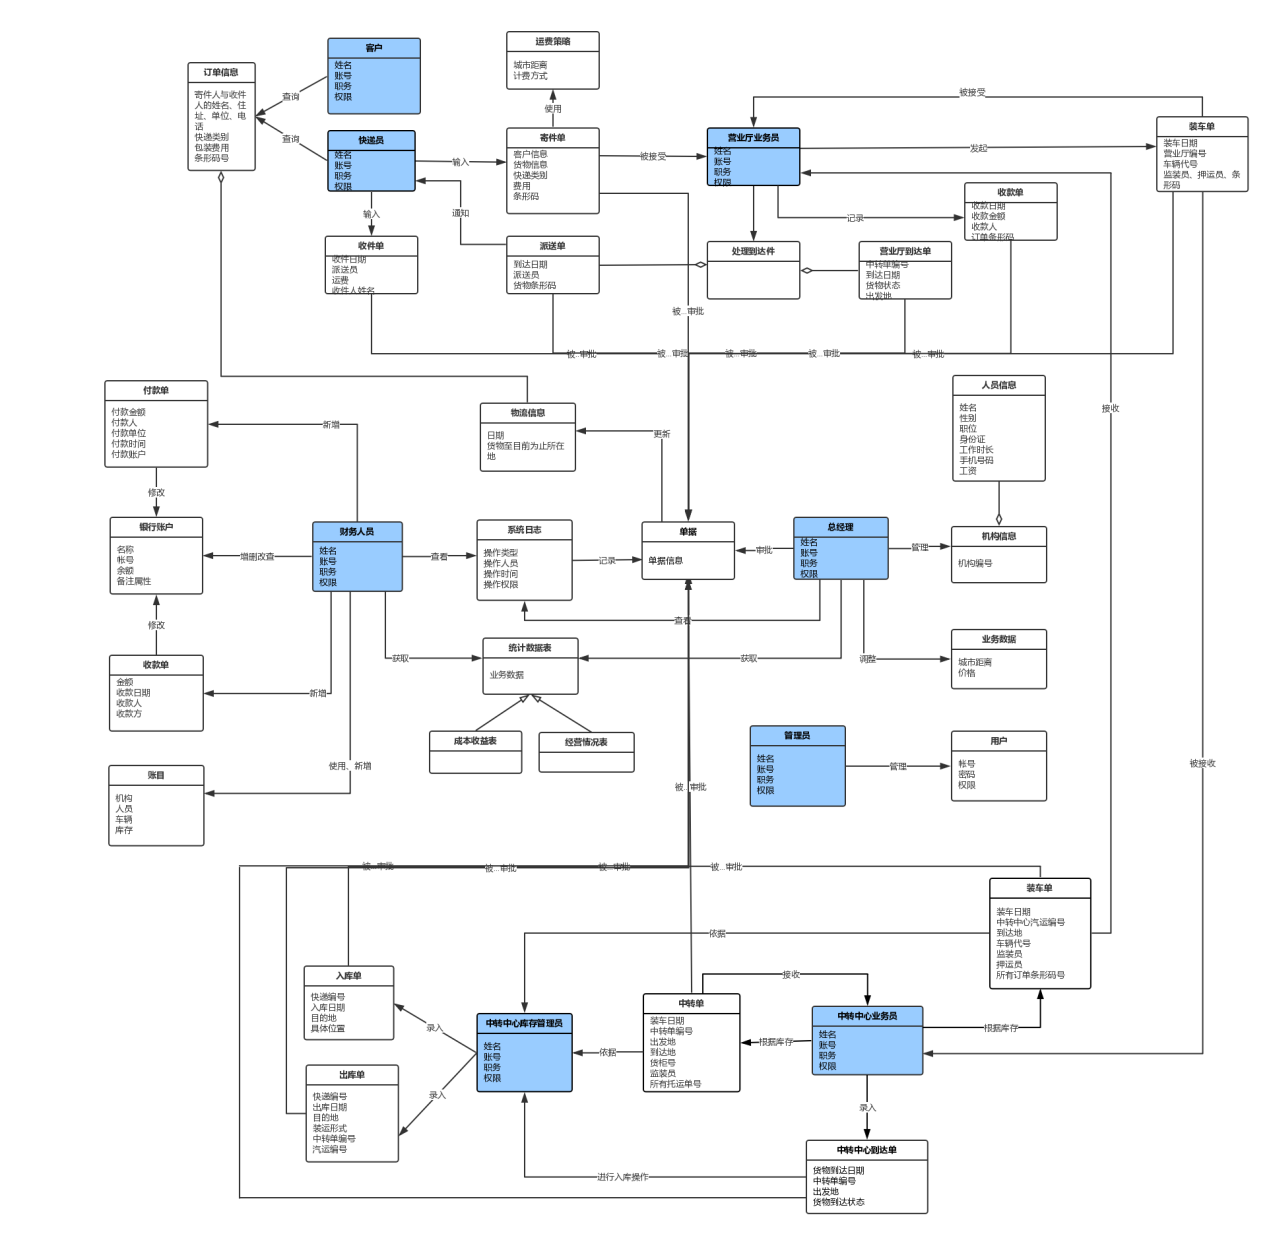 订单信息
寄件人与收件
人的姓名、住
址、单位、电
话
快递类别
包装费用
条形码号
客户
姓名
账号
职务
权限
查询
查询
快递员
姓名
账号
职务
权限
运费策略
城市距离
计费方式
使用
寄件单
客户信息
货物信息
快递类别
费用
条形码
输入
输入
通知
被接受
营业厅业务员
姓名
账号
职务
权限
被接受
发起
装车单
装车日期
营业厅编号
车辆代号
监装员、押运员、条
形码
收款单
收款日期
收款金额
收款人
订单条形码
记录
收件单
收件日期
派送员
运费
收件人姓名
派送单
到达日期
派送员
货物条形码
处理到达件
营业厅到达单
中转单编号
到达日期
货物状态
出发地
被...审批
被...审批
被...审批
被...审批
被...审批
被...审批
接收
付款单
付款金额
付款人
付款单位
付款时间
付款账户
新增
物流信息
日期
货物至目前为止所在
地
更新
人员信息
姓名
性别
职位
身份证
工作时长
手机号码
工资
修改
银行账户
名称
帐号
余额
备注属性
增删改查
财务人员
姓名
账号
职务
权限
查看
系统日志
操作类型
操作人员
操作时间
操作权限
记录
单据
单据信息
审批
总经理
姓名
账号
职务
权限
管理
机构信息
机构编号
修改
查看
收款单
金额
收款日期
收款人
收款方
新增
获取
统计数据表
业务数据
获取
调整
业务数据
城市距离
价格
成本收益表
经营情况表
管理员
姓名
账号
职务
权限
管理
用户
帐号
密码
权限
使用、新增
账目
机构
人员
车辆
库存
被...审批
被接收
被...审批
被...审批
被...审批
被...审批
装车单
装车日期
中转中心汽运编号
到达地
车辆代号
监装员
押运员
所有订单条形码号
依据
入库单
快递编号
入库日期
目的地
具体位置
录入
中转中心库存管理员
姓名
账号
职务
权限
依据
中转单
装车日期
中转单编号
出发地
到达地
货柜号
监装员
所有托运单号
接收
根据库存
中转中心业务员
姓名
账号
职务
权限
根据库存
出库单
快递编号
出库日期
目的地
装运形式
中转单编号
汽运编号
录入
录入
中转中心到达单
货物到达日期
中转单编号
出发地
货物到达状态
进行入库操作